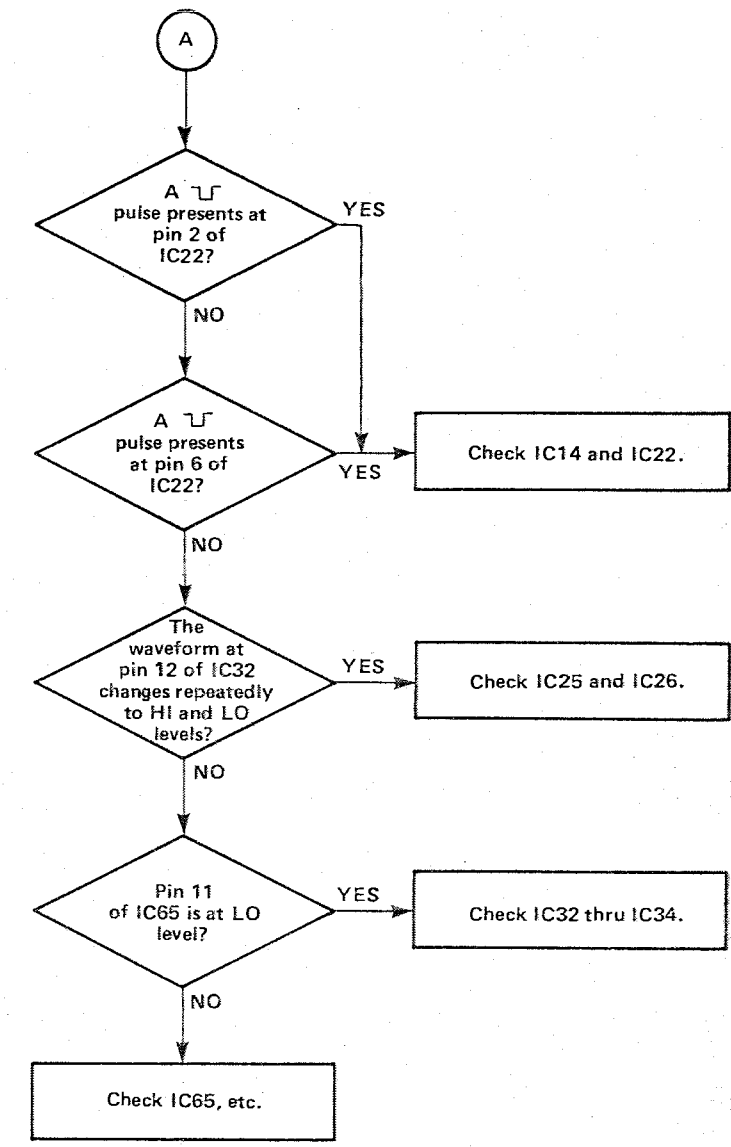 A
A
pulse presents at
pin 2 of
IC22?
YES
NO
A
pulse presents
at pin 6 of
IC22?
YES
Check IC14 and IC22.
NO
The
waveform at
pin 12 of IC32
changes repeatedly
to HI and LO
levels?
YES
Check IC25 and IC26.
NO
Pin 11
of IC65 is at LO
level?
YES
Check IC32 thru IC34.
NO
Check IC65, etc.